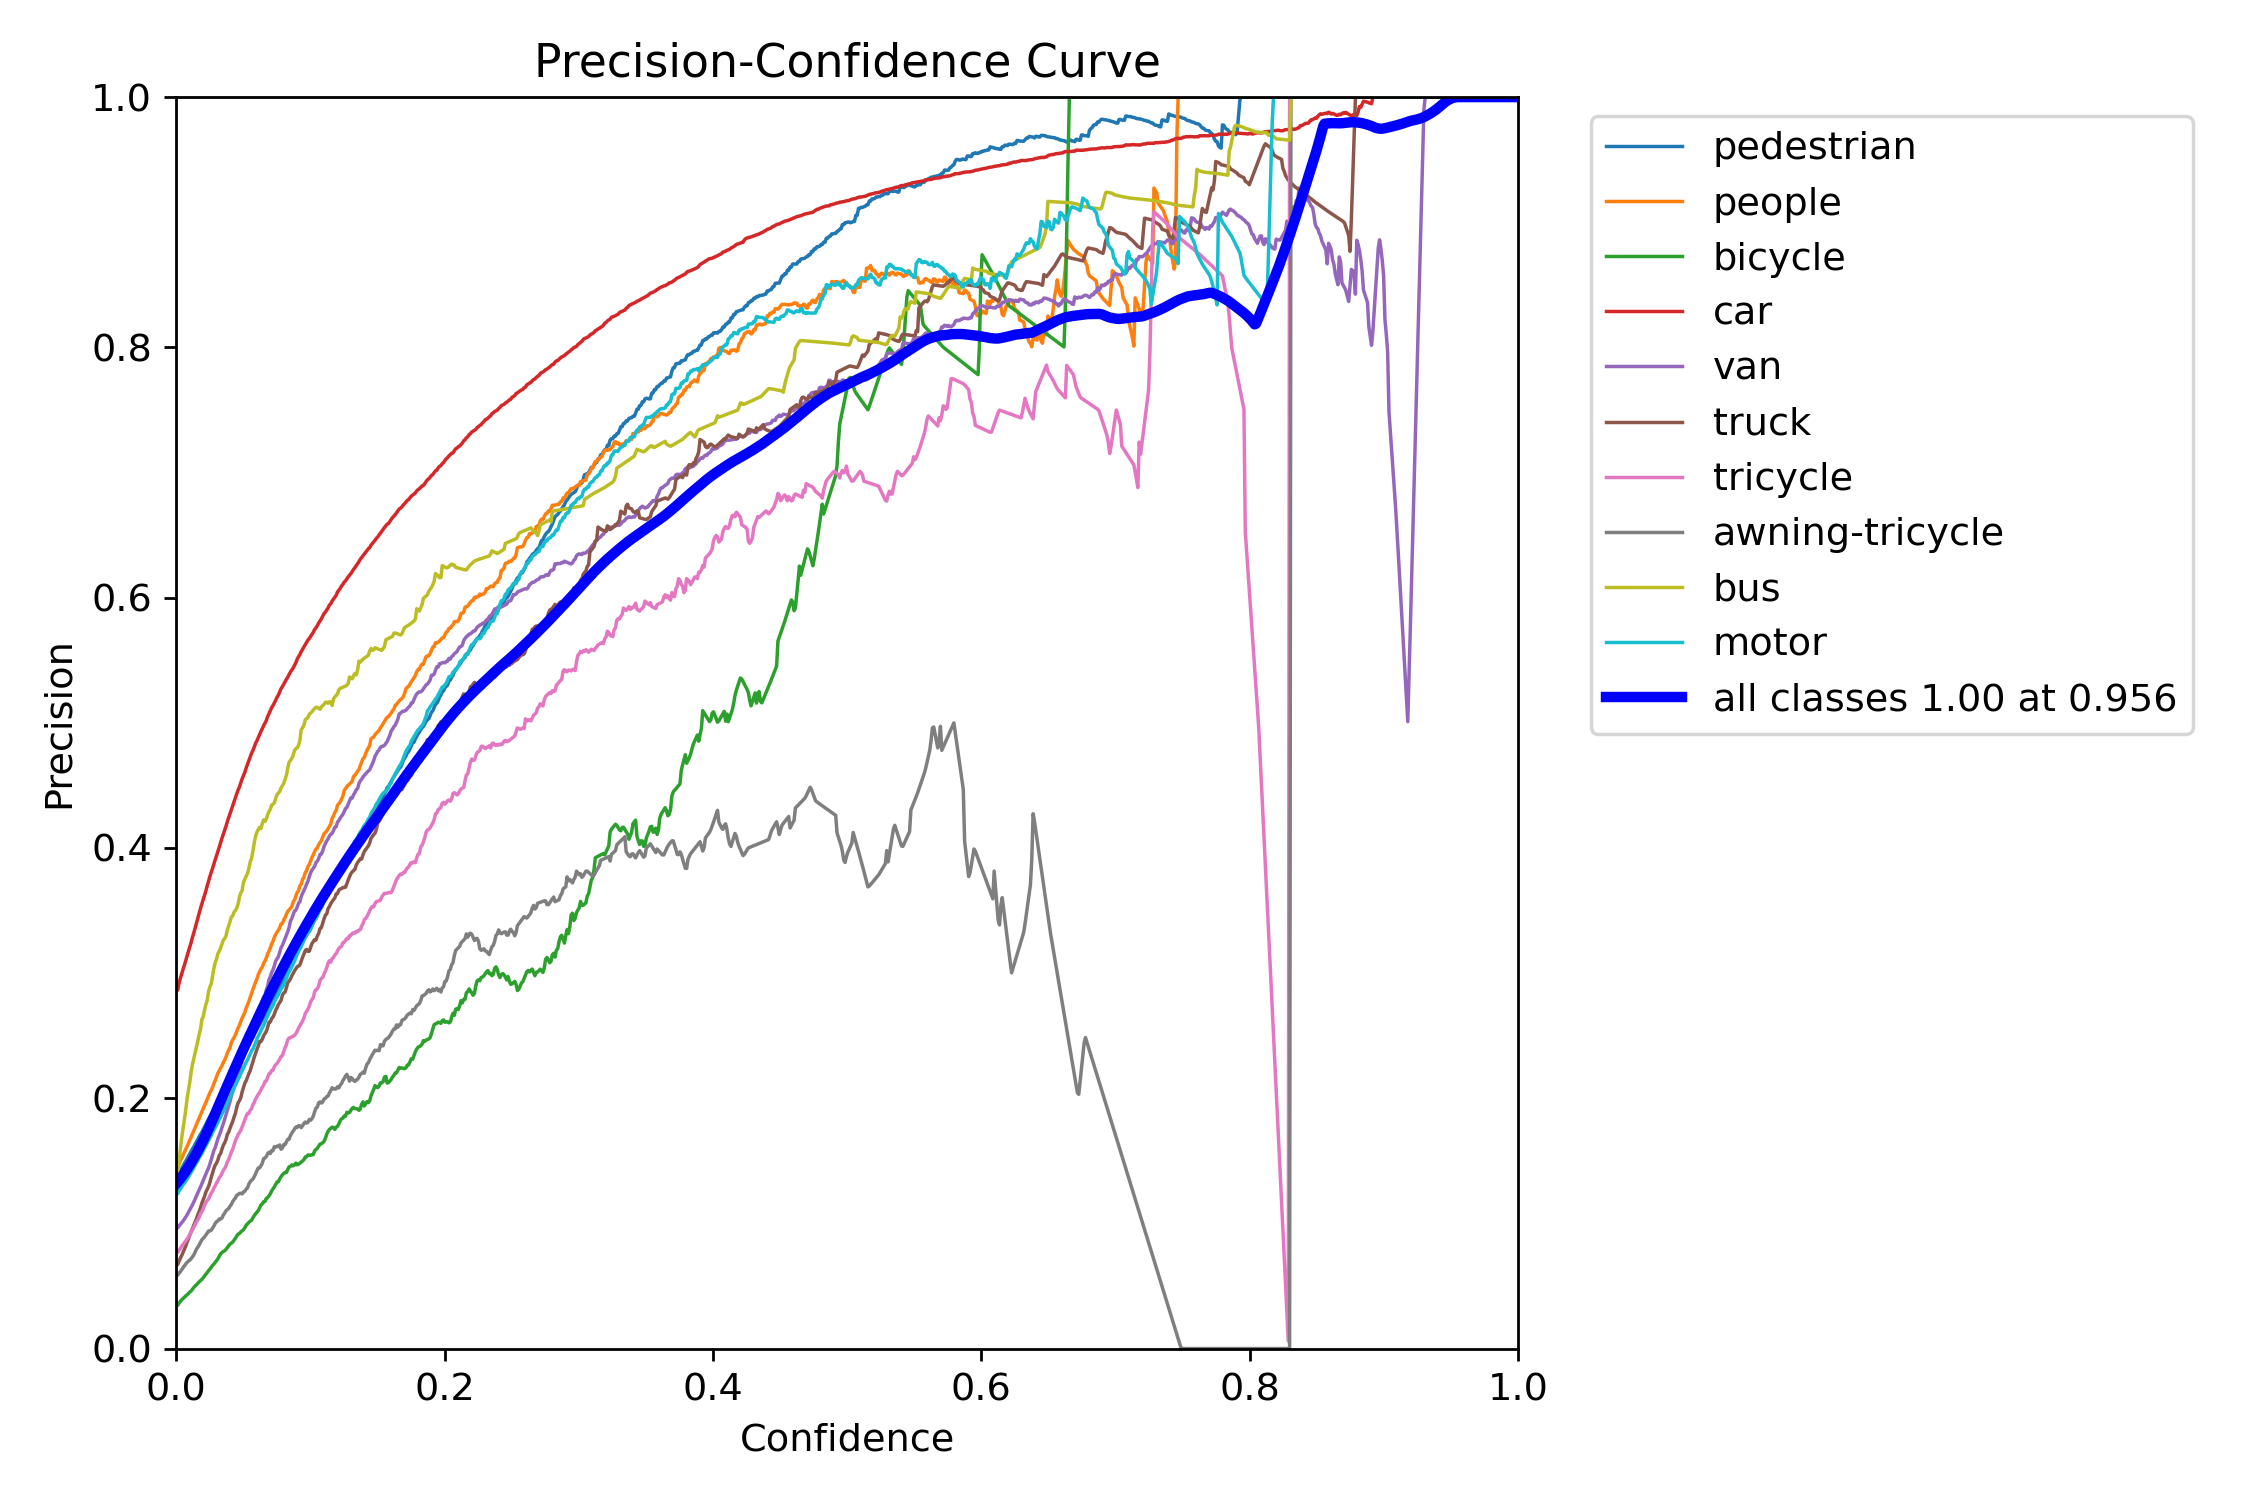 Precision-Confidence Curve
1.0
0.8
0.6
0.4
0.2
0.0
Precision
0.0 0.2 0.4 0.6 0.8 1.0
Confidence
pedestrian
people
bicycle
car
van
truck
tricycle
awning-tricycle
bus
motor
all classes 1.00 at 0.956